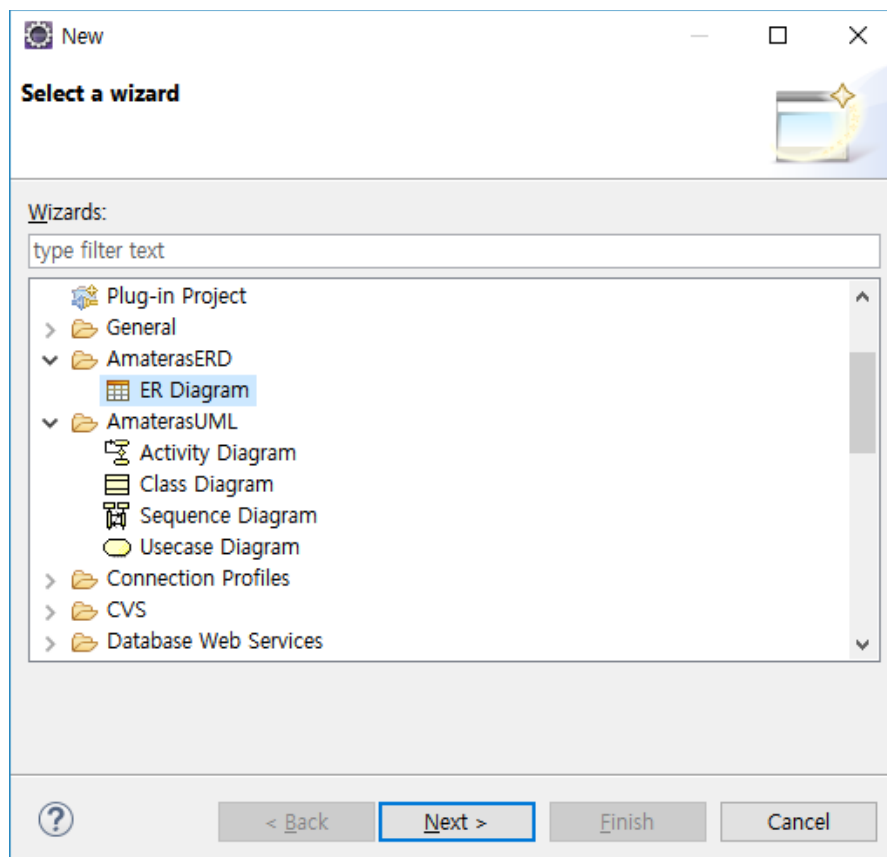 New
Select a wizard
Wizards:
type filter text
Plug-in Project
General
AmaterasERD
ER Diagram
AmaterasUML
Activity Diagram
Class Diagram
Sequence Diagram
Usecase Diagram
Connection Profiles
CVS
Database Web Services
? < Back Next > Finish Cancel